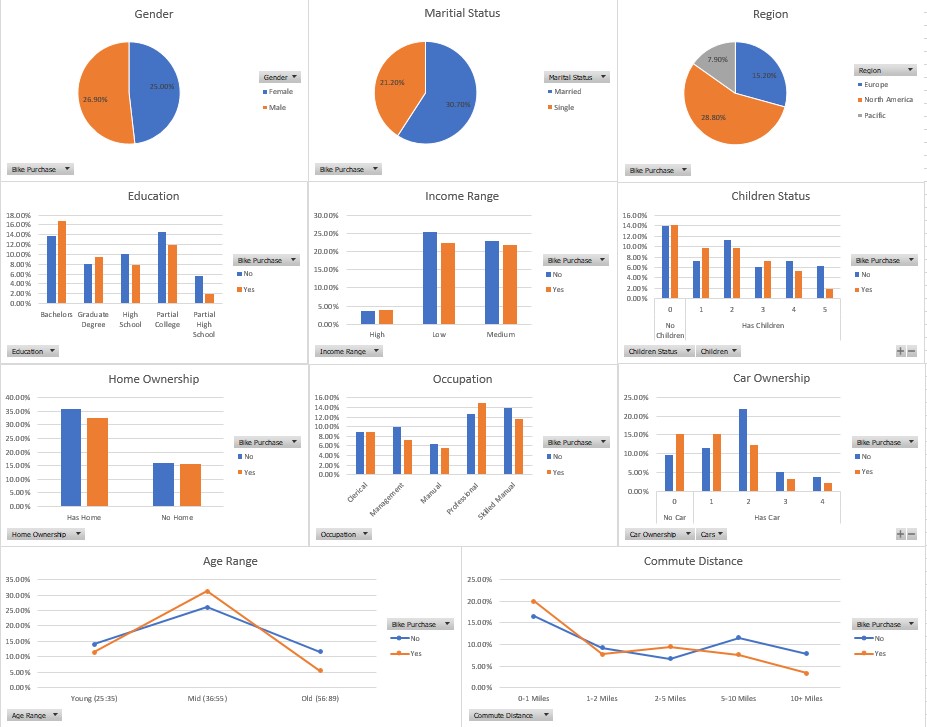 Gender
25.00%
26.90%
Gender
Female
Male
Bike Purchase
Maritial Status
21.20%
30.70%
Marital Status
Married
Single
Bike Purchase
Region
7.90%
15.20%
28.80%
Region
Europe
North America
Pacific
Bike Purchase
Education
18.00%
16.00%
14.00%
12.00%
10.00%
8.00%
6.00%
4.00%
2.00%
0.00%
Bachelors
Graduate
Degree
High
School
Partial
College
Partial
High
School
Bike Purchase
No
Yes
Education
Income Range
30.00%
25.00%
20.00%
15.00%
10.00%
5.00%
0.00%
High
Low
Medium
Bike Purchase
No
Yes
Income Range
Children Status
16.00%
14.00%
12.00%
10.00%
8.00%
6.00%
4.00%
2.00%
0.00%
0 1 2 3 4 5
No
Children
Has Children
Bike Purchase
No
Yes
Children Status
Children
Home Ownership
40.00%
35.00%
30.00%
25.00%
20.00%
15.00%
10.00%
5.00%
0.00%
Has Home
No Home
Bike Purchase
No
Yes
Home Ownership
Occupation
16.00%
14.00%
12.00%
10.00%
8.00%
6.00%
4.00%
2.00%
0.00%
Clerical
Management
Manual
Professional
Skilled Manual
Bike Purchase
No
Yes
Occupation
Car Ownership
25.00%
20.00%
15.00%
10.00%
5.00%
0.00%
0 1 2 3 4
No Car
Has Car
Bike Purchase
No
Yes
Car Ownership
Cars
Age Range
35.00%
30.00%
25.00%
20.00%
15.00%
10.00%
5.00%
0.00%
Young (25:35)
Mid (36:55)
Old (56:89)
Bike Purchase
No
Yes
Age Range
Commute Distance
25.00%
20.00%
15.00%
10.00%
5.00%
0.00%
0-1 Miles
1-2 Miles
2-5 Miles
5-10 Miles
10+ Miles
Bike Purchase
No
Yes
Commute Distance